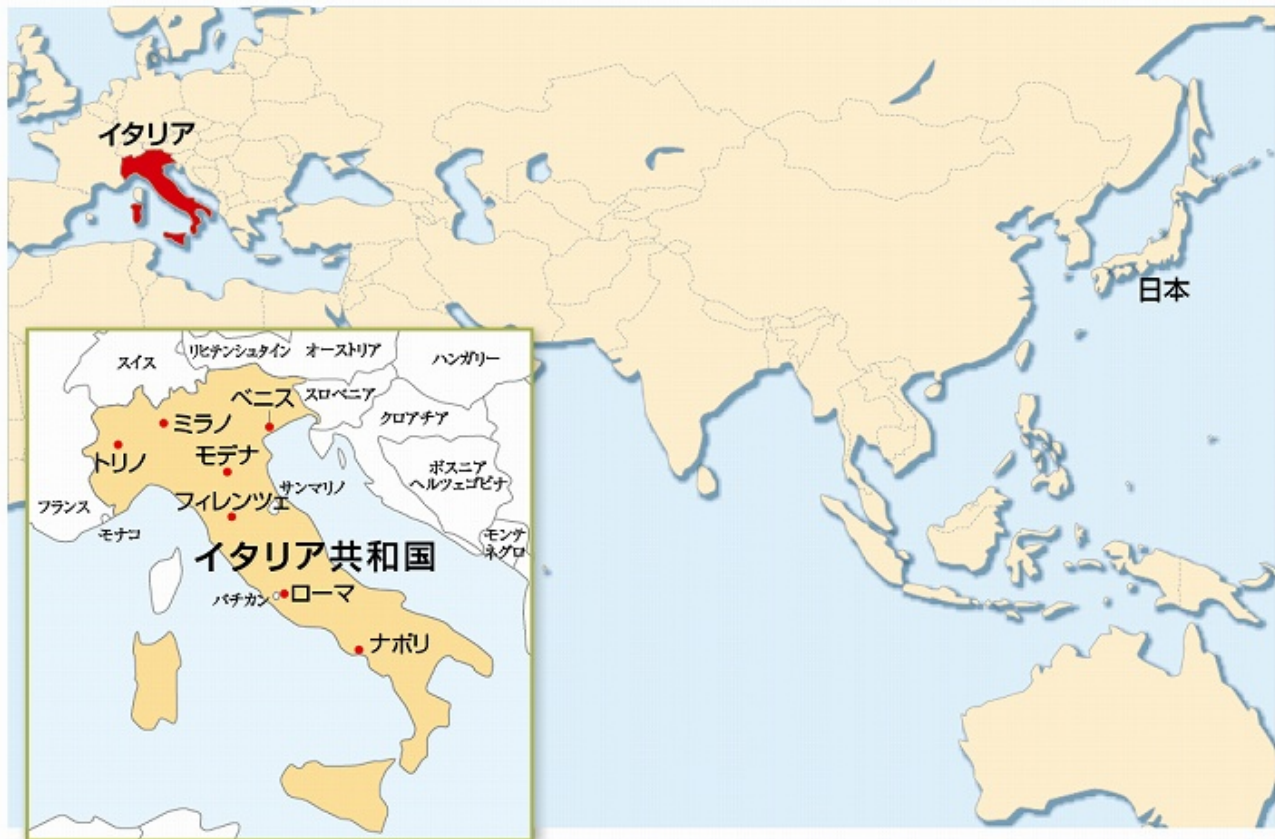 イタリア
日本
スイス
リヒテンシュタイン
オーストリア
ハンガリー
ベニス
スロベニア
ミラノ
クロアチア
トリノ
モデナ
ボスニア
ヘルツェゴビナ
サンマリノ
フランス
フィレンツェ
モナコ
モンテ
ネグロ
イタリア共和国
バチカン
ローマ
ナポリ